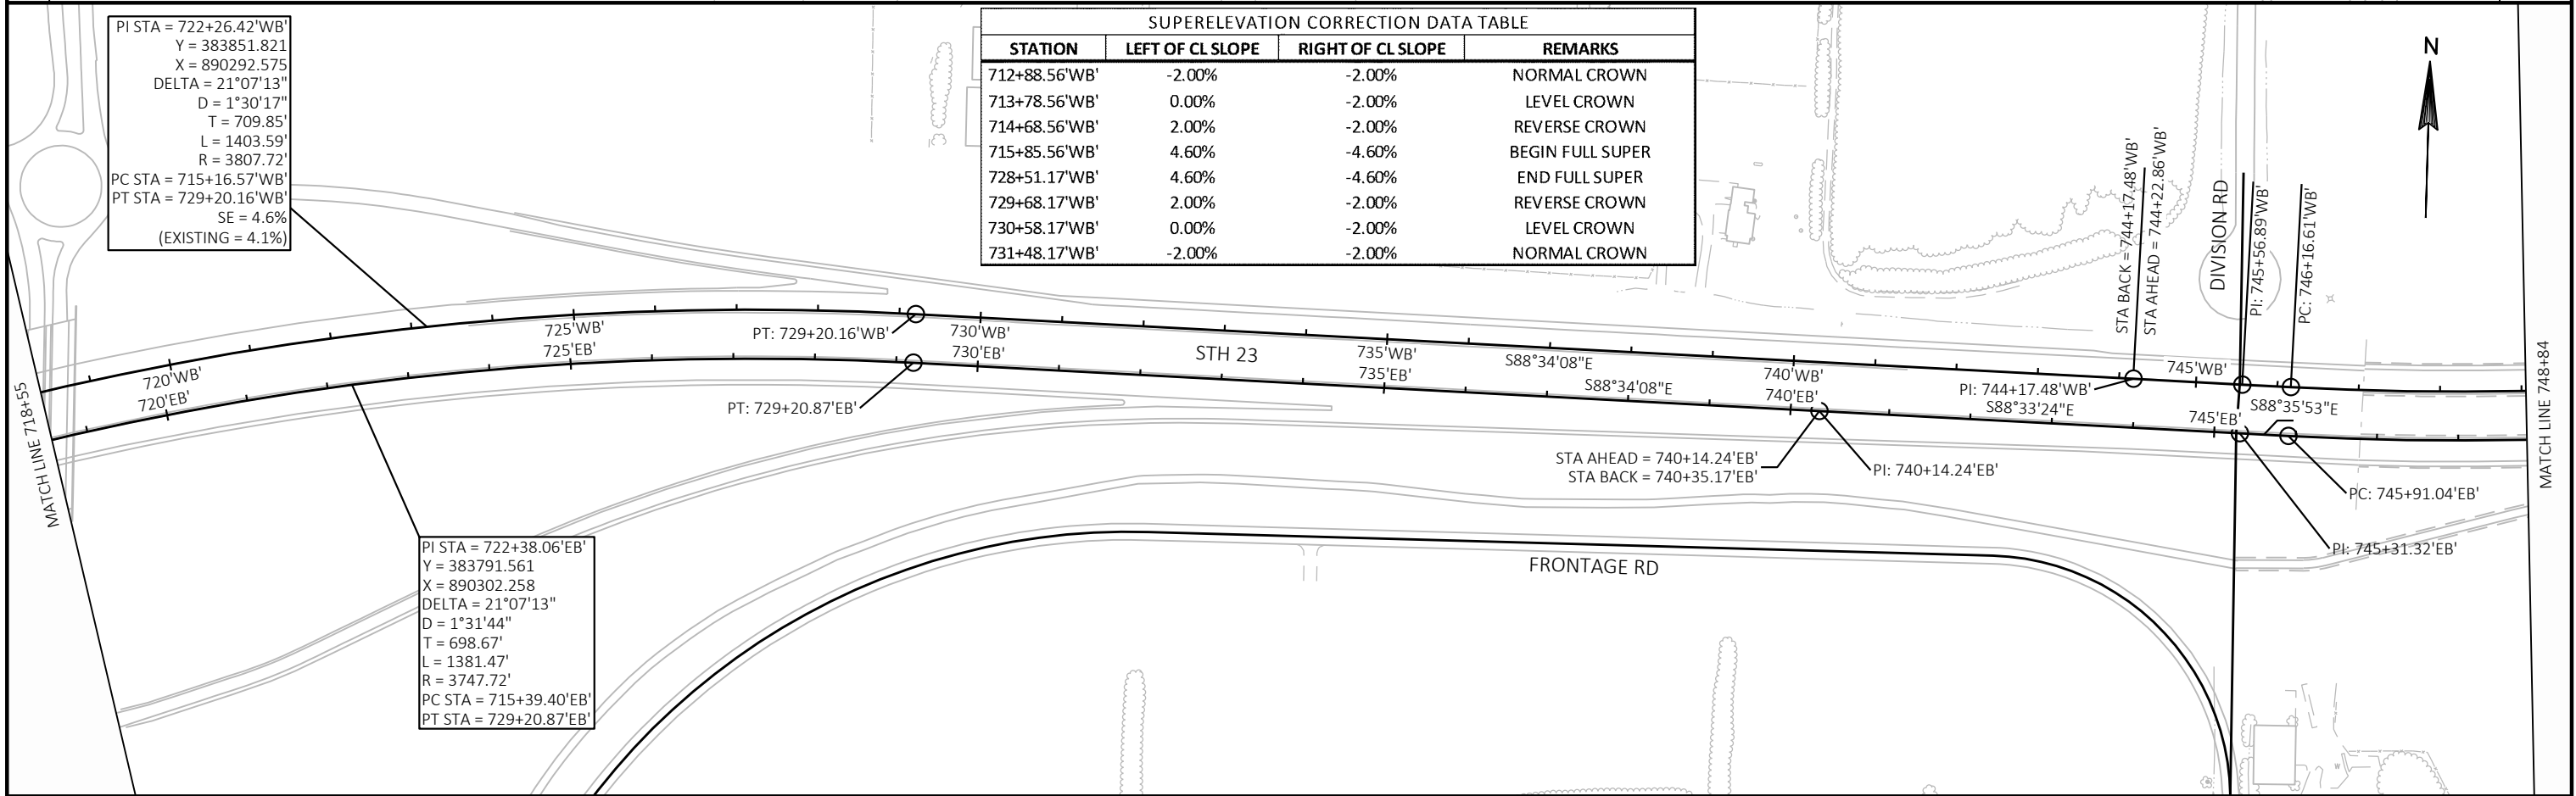 PI STA = 722+26.42'WB'
Y = 383851.821
X = 890292.575
DELTA = 21°07'13"
D = 1°30'17"
T = 709.85'
L = 1403.59'
R = 3807.72'
PC STA = 715+16.57'WB'
PT STA = 729+20.16'WB'
SE = 4.6%
(EXISTING = 4.1%)
SUPERELEVATION CORRECTION DATA TABLE
STATION LEFT OF CL SLOPE RIGHT OF CL SLOPE REMARKS
712+88.56'WB' -2.00% -2.00% NORMAL CROWN
713+78.56'WB' 0.00% -2.00% LEVEL CROWN
714+68.56'WB' 2.00% -2.00% REVERSE CROWN
715+85.56'WB' 4.60% -4.60% BEGIN FULL SUPER
728+51.17'WB' 4.60% -4.60% END FULL SUPER
729+68.17'WB' 2.00% -2.00% REVERSE CROWN
730+58.17'WB' 0.00% -2.00% LEVEL CROWN
731+48.17'WB' -2.00% -2.00% NORMAL CROWN
N
STA BACK = 744+17.48'WB'
STA AHEAD = 744+22.86'WB'
DIVISION RD
PI: 745+56.89'WB'
PC: 746+16.61'WB'
MATCH LINE 718+55
MATCH LINE 748+84
720'WB'
720'EB'
725'WB'
725'EB'
PT: 729+20.16'WB'
730'WB'
730'EB'
PT: 729+20.87'EB'
STH 23
735'WB'
735'EB'
S88°34'08"E
S88°34'08"E
740'WB'
740'EB'
PI: 744+17.48'WB'
S88°33'24"E
745'WB'
745'EB'
S88°35'53"E
STA AHEAD = 740+14.24'EB'
STA BACK = 740+35.17'EB'
PI: 740+14.24'EB'
PC: 745+91.04'EB'
PI: 745+31.32'EB'
FRONTAGE RD
PI STA = 722+38.06'EB'
Y = 383791.561
X = 890302.258
DELTA = 21°07'13"
D = 1°31'44"
T = 698.67'
L = 1381.47'
R = 3747.72'
PC STA = 715+39.40'EB'
PT STA = 729+20.87'EB'